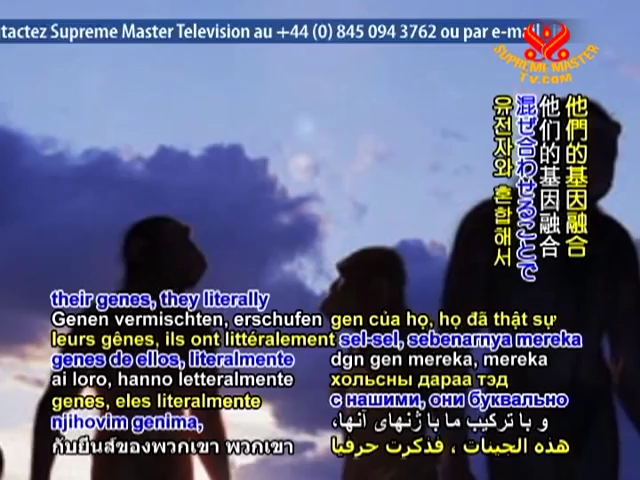 tactez Supreme Master Television au +44 (0) 845 094 3762 ou par e-mail
SUPREME MASTER
TV.COM
他們的基因融合
他们的基因融合
混ぜ合わせることで
유전자와 혼합해서
their genes, they literally
Genen vermischten, erschufen
leurs gênes, ils ont littéralement
genes de ellos, literalmente
ai loro, hanno letteralmente
genes, eles literalmente
njihovim genima,
กับยีนส์ของพวกเขา พวกเขา
gen của họ, họ đã thật sự
sel-sel, sebenarnya mereka
dgn gen mereka, mereka
хольсны дараа тэд
с нашими, они буквально
و با ترکیب ما با ژنهای آنها،
هذه الجينات ، فذكرت حرفيا